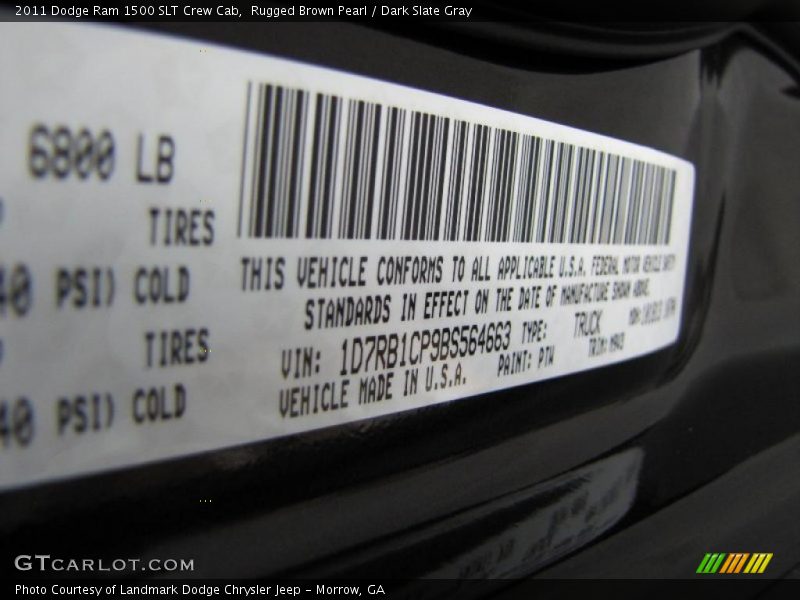 2011 Dodge Ram 1500 SLT Crew Cab,  Rugged Brown Pearl / Dark Slate Gray
6800 LB
TIRES
40 PSI) COLD
TIRES
40 PSI) COLD
THIS VEHICLE CONFORMS TO ALL APPLICABLE U.S.A. FEDERAL MOTOR VEHICLE SAFETY
STANDARDS IN EFFECT ON THE DATE OF MANUFACTURE SHOWN ABOVE.
VIN: 1D7RB1CP9BS564663 TYPE: TRUCK
VEHICLE MADE IN U.S.A. PAINT: PTW TRIM:
GTCARLOT.COM
Photo Courtesy of Landmark Dodge Chrysler Jeep - Morrow, GA